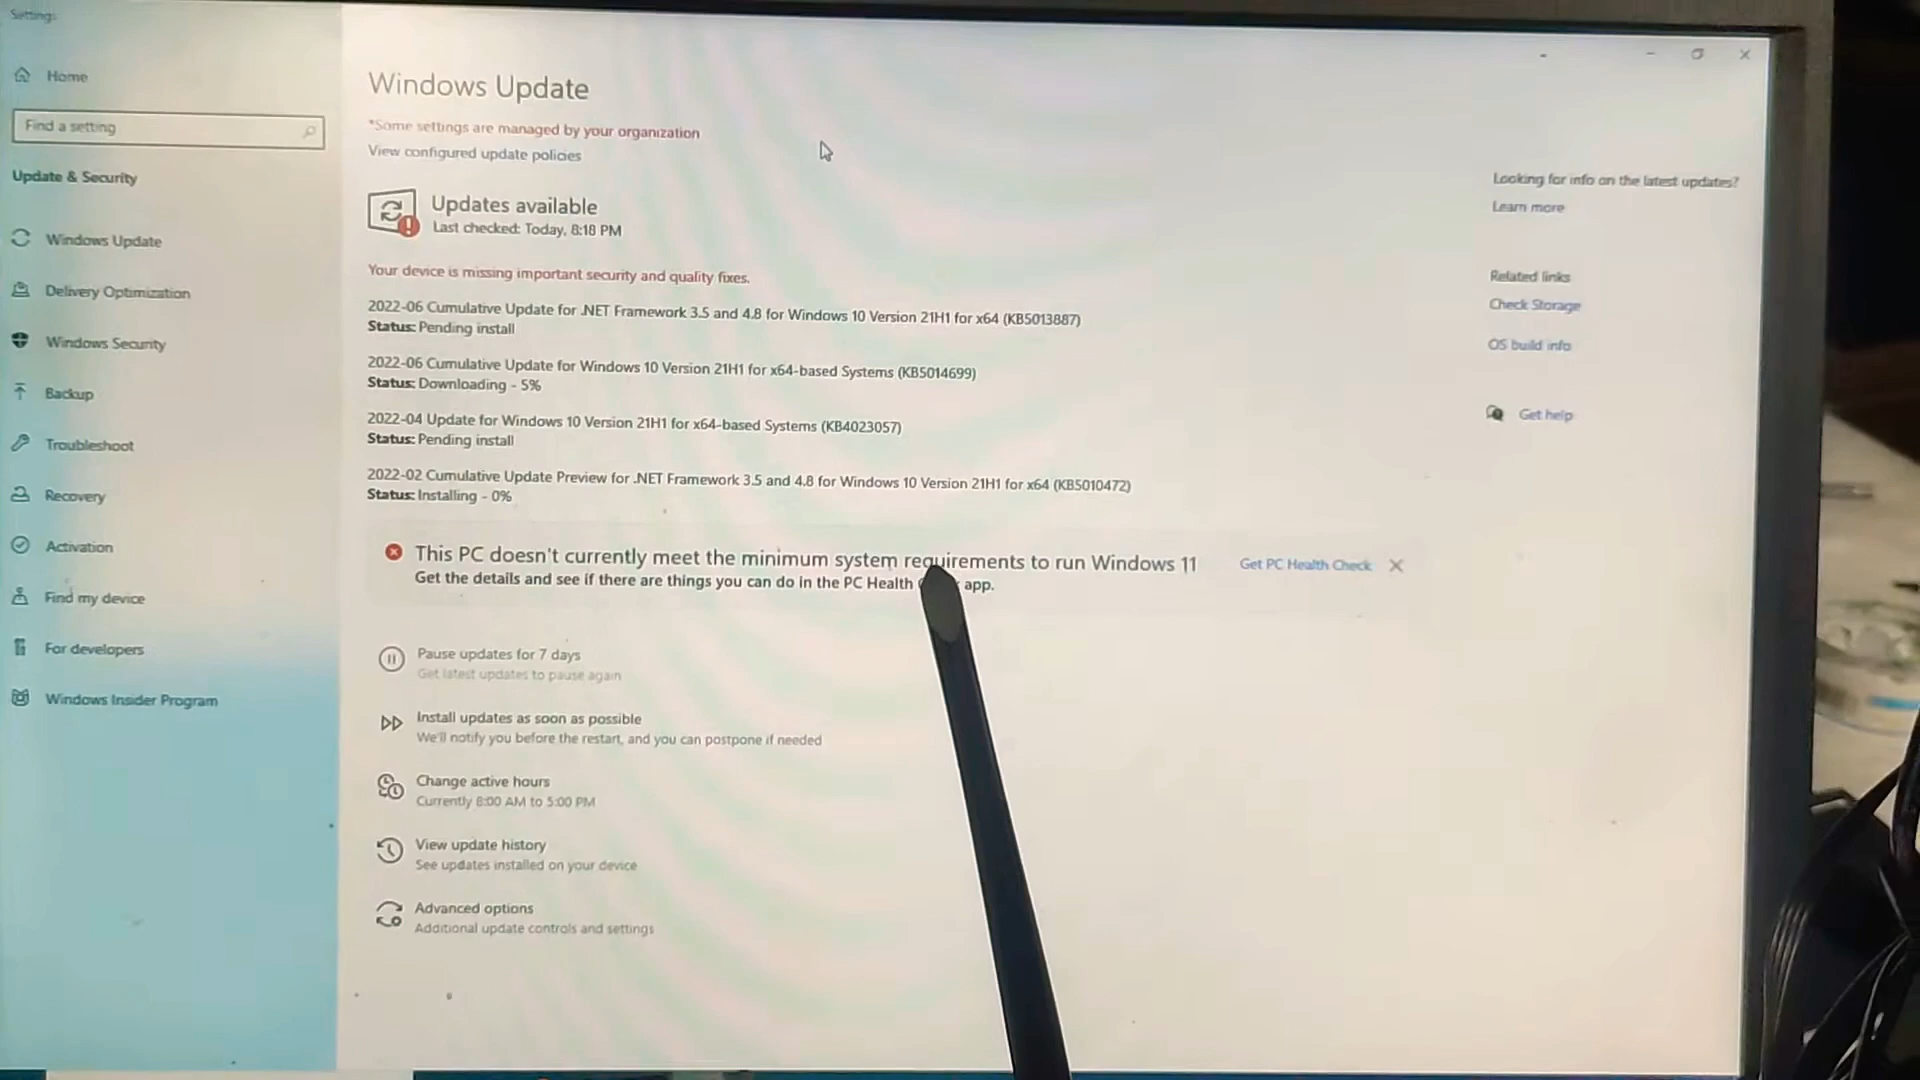 Settings
Home
Find a setting
Update & Security
Windows Update
Delivery Optimization
Windows Security
Backup
Troubleshoot
Recovery
Activation
Find my device
For developers
Windows Insider Program
Windows Update
*Some settings are managed by your organization
View configured update policies
Updates available
Last checked: Today, 8:18 PM
Your device is missing important security and quality fixes.
2022-06 Cumulative Update for .NET Framework 3.5 and 4.8 for Windows 10 Version 21H1 for x64 (KB5013887)
Status: Pending install
2022-06 Cumulative Update for Windows 10 Version 21H1 for x64-based Systems (KB5014699)
Status: Downloading - 5%
2022-04 Update for Windows 10 Version 21H1 for x64-based Systems (KB4023057)
Status: Pending install
2022-02 Cumulative Update Preview for .NET Framework 3.5 and 4.8 for Windows 10 Version 21H1 for x64 (KB5010472)
Status: Installing - 0%
This PC doesn't currently meet the minimum system requirements to run Windows 11
Get the details and see if there are things you can do in the PC Health app.
Get PC Health Check
Pause updates for 7 days
Get latest updates to pause again
Install updates as soon as possible
We'll notify you before the restart, and you can postpone if needed
Change active hours
Currently 8:00 AM to 5:00 PM
View update history
See updates installed on your device
Advanced options
Additional update controls and settings
Looking for info on the latest updates?
Learn more
Related links
Check Storage
OS build info
Get help